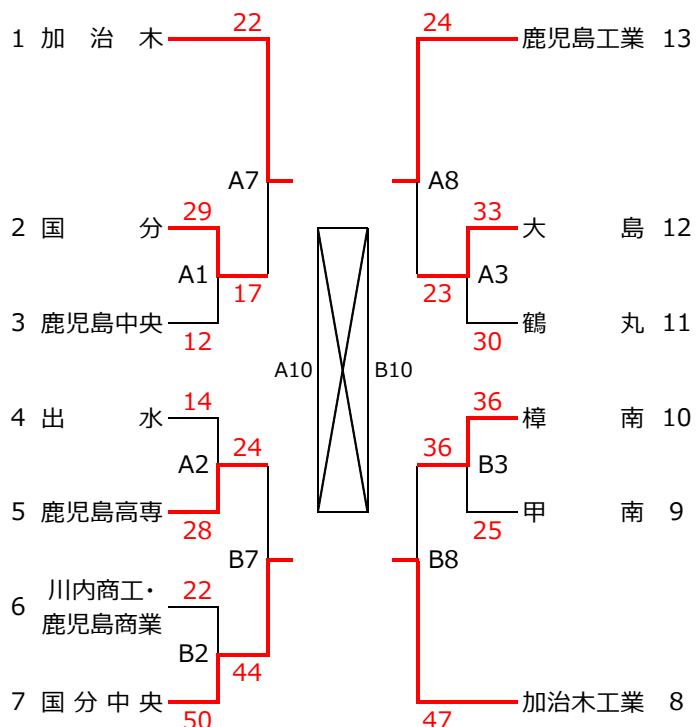 22
24
1 加治木
鹿児島工業 13
A7
A8
29
33
2 国分
大島 12
A1
A3
17
23
3 鹿児島中央
鶴丸 11
12
30
A10
B10
14
36
4 出水
樟南 10
24
36
A2
B3
5 鹿児島高専
甲南 9
28
25
B7
B8
22
6 川内商工・
鹿児島商業
B2
44
7 国分中央
加治木工業 8
50
47